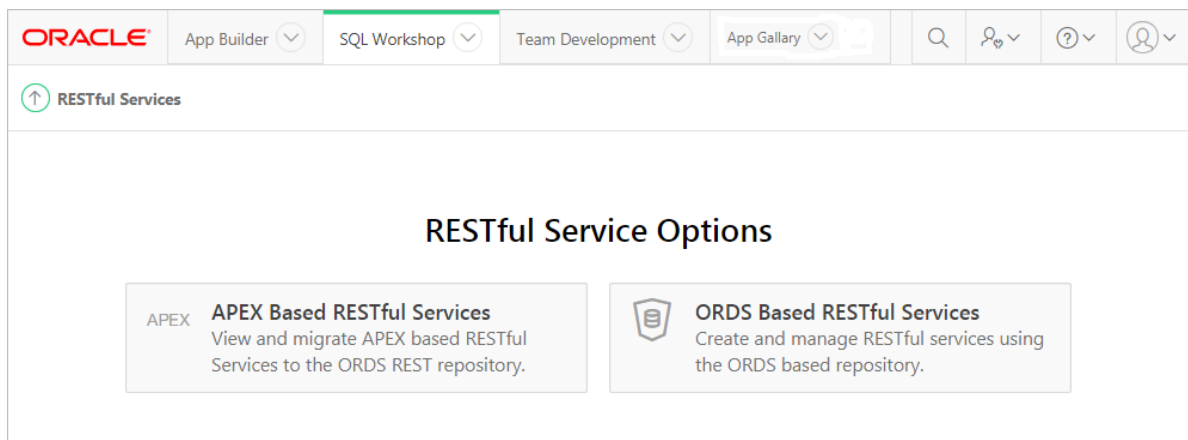 ORACLE App Builder SQL Workshop Team Development App Gallary
RESTful Services
RESTful Service Options
APEX APEX Based RESTful Services
View and migrate APEX based RESTful
Services to the ORDS REST repository.
ORDS Based RESTful Services
Create and manage RESTful services using
the ORDS based repository.